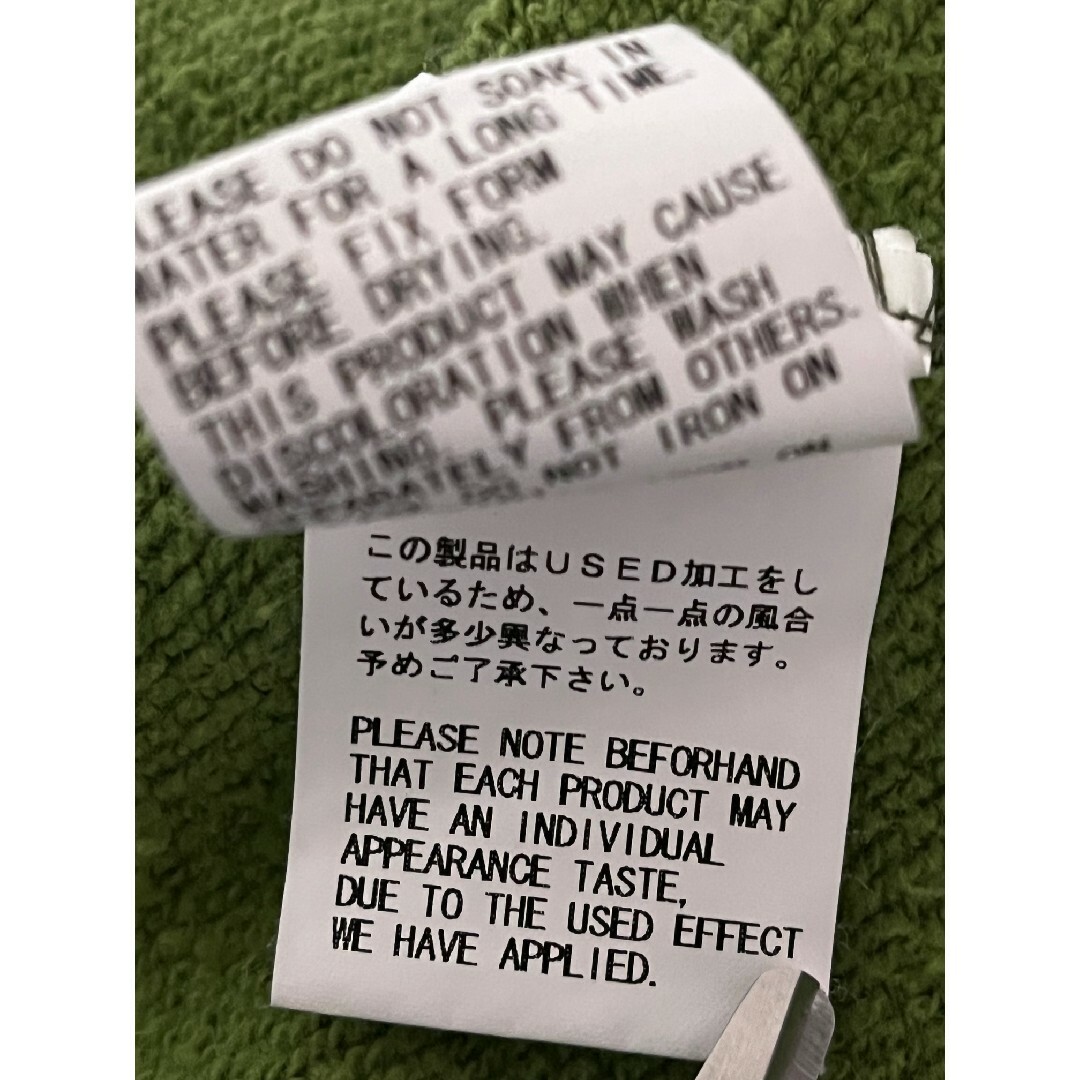 LEASE DO NOT SOAK IN
WATER FOR A LONG TIME.
PLEASE FIX FORM
BEFORE DRYING.
THIS PRODUCT MAY CAUSE
DISCOLORATION WHEN
WASHING. PLEASE WASH
SEPARATELY FROM OTHERS.
DO NOT IRON ON
この製品はＵＳＥＤ加工をし
ているため、一点一点の風合
いが多少異なっております。
予めご了承下さい。
PLEASE NOTE BEFORHAND
THAT EACH PRODUCT MAY
HAVE AN INDIVIDUAL
APPEARANCE TASTE,
DUE TO THE USED EFFECT
WE HAVE APPLIED.